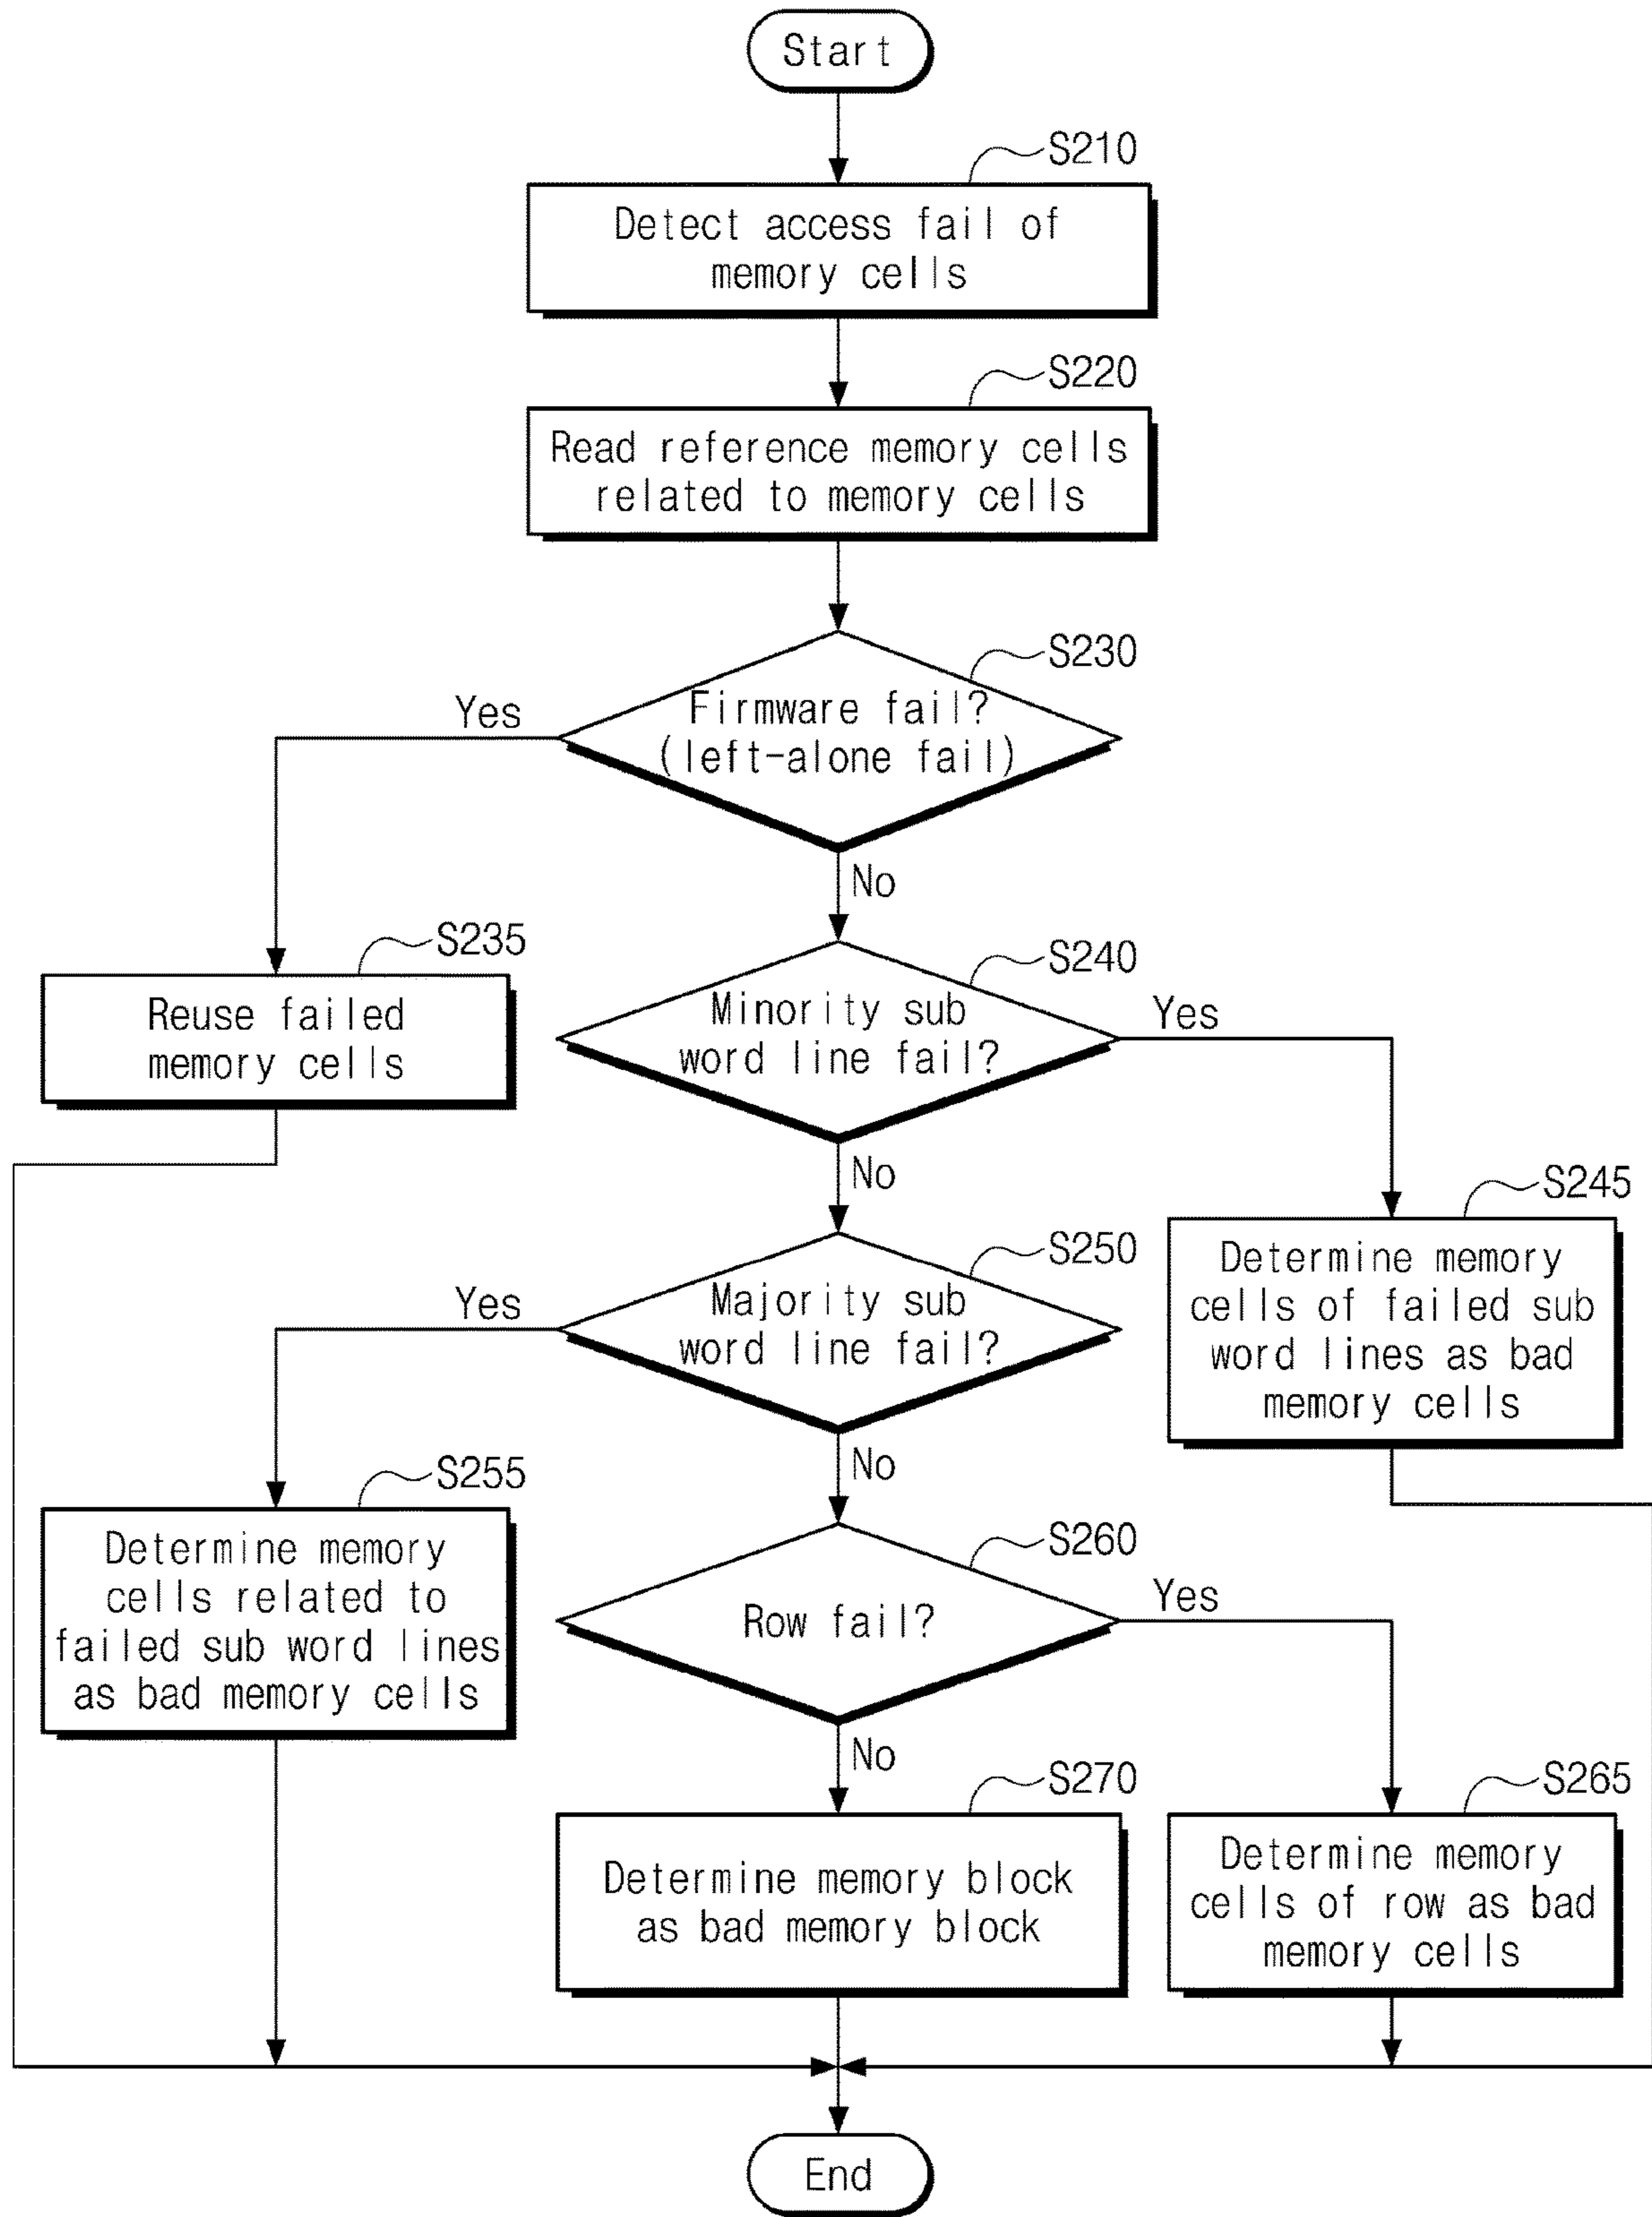 Start
S210
Detect access fail of
memory cells
S220
Read reference memory cells
related to memory cells
S230
Firmware fail?
(left-alone fail)
Yes
No
S235
Reuse failed
memory cells
S240
Minority sub
word line fail?
Yes
No
S245
Determine memory
cells of failed sub
word lines as bad
memory cells
S250
Majority sub
word line fail?
Yes
No
S255
Determine memory
cells related to
failed sub word lines
as bad memory cells
S260
Row fail?
Yes
No
S270
Determine memory block
as bad memory block
S265
Determine memory
cells of row as bad
memory cells
End